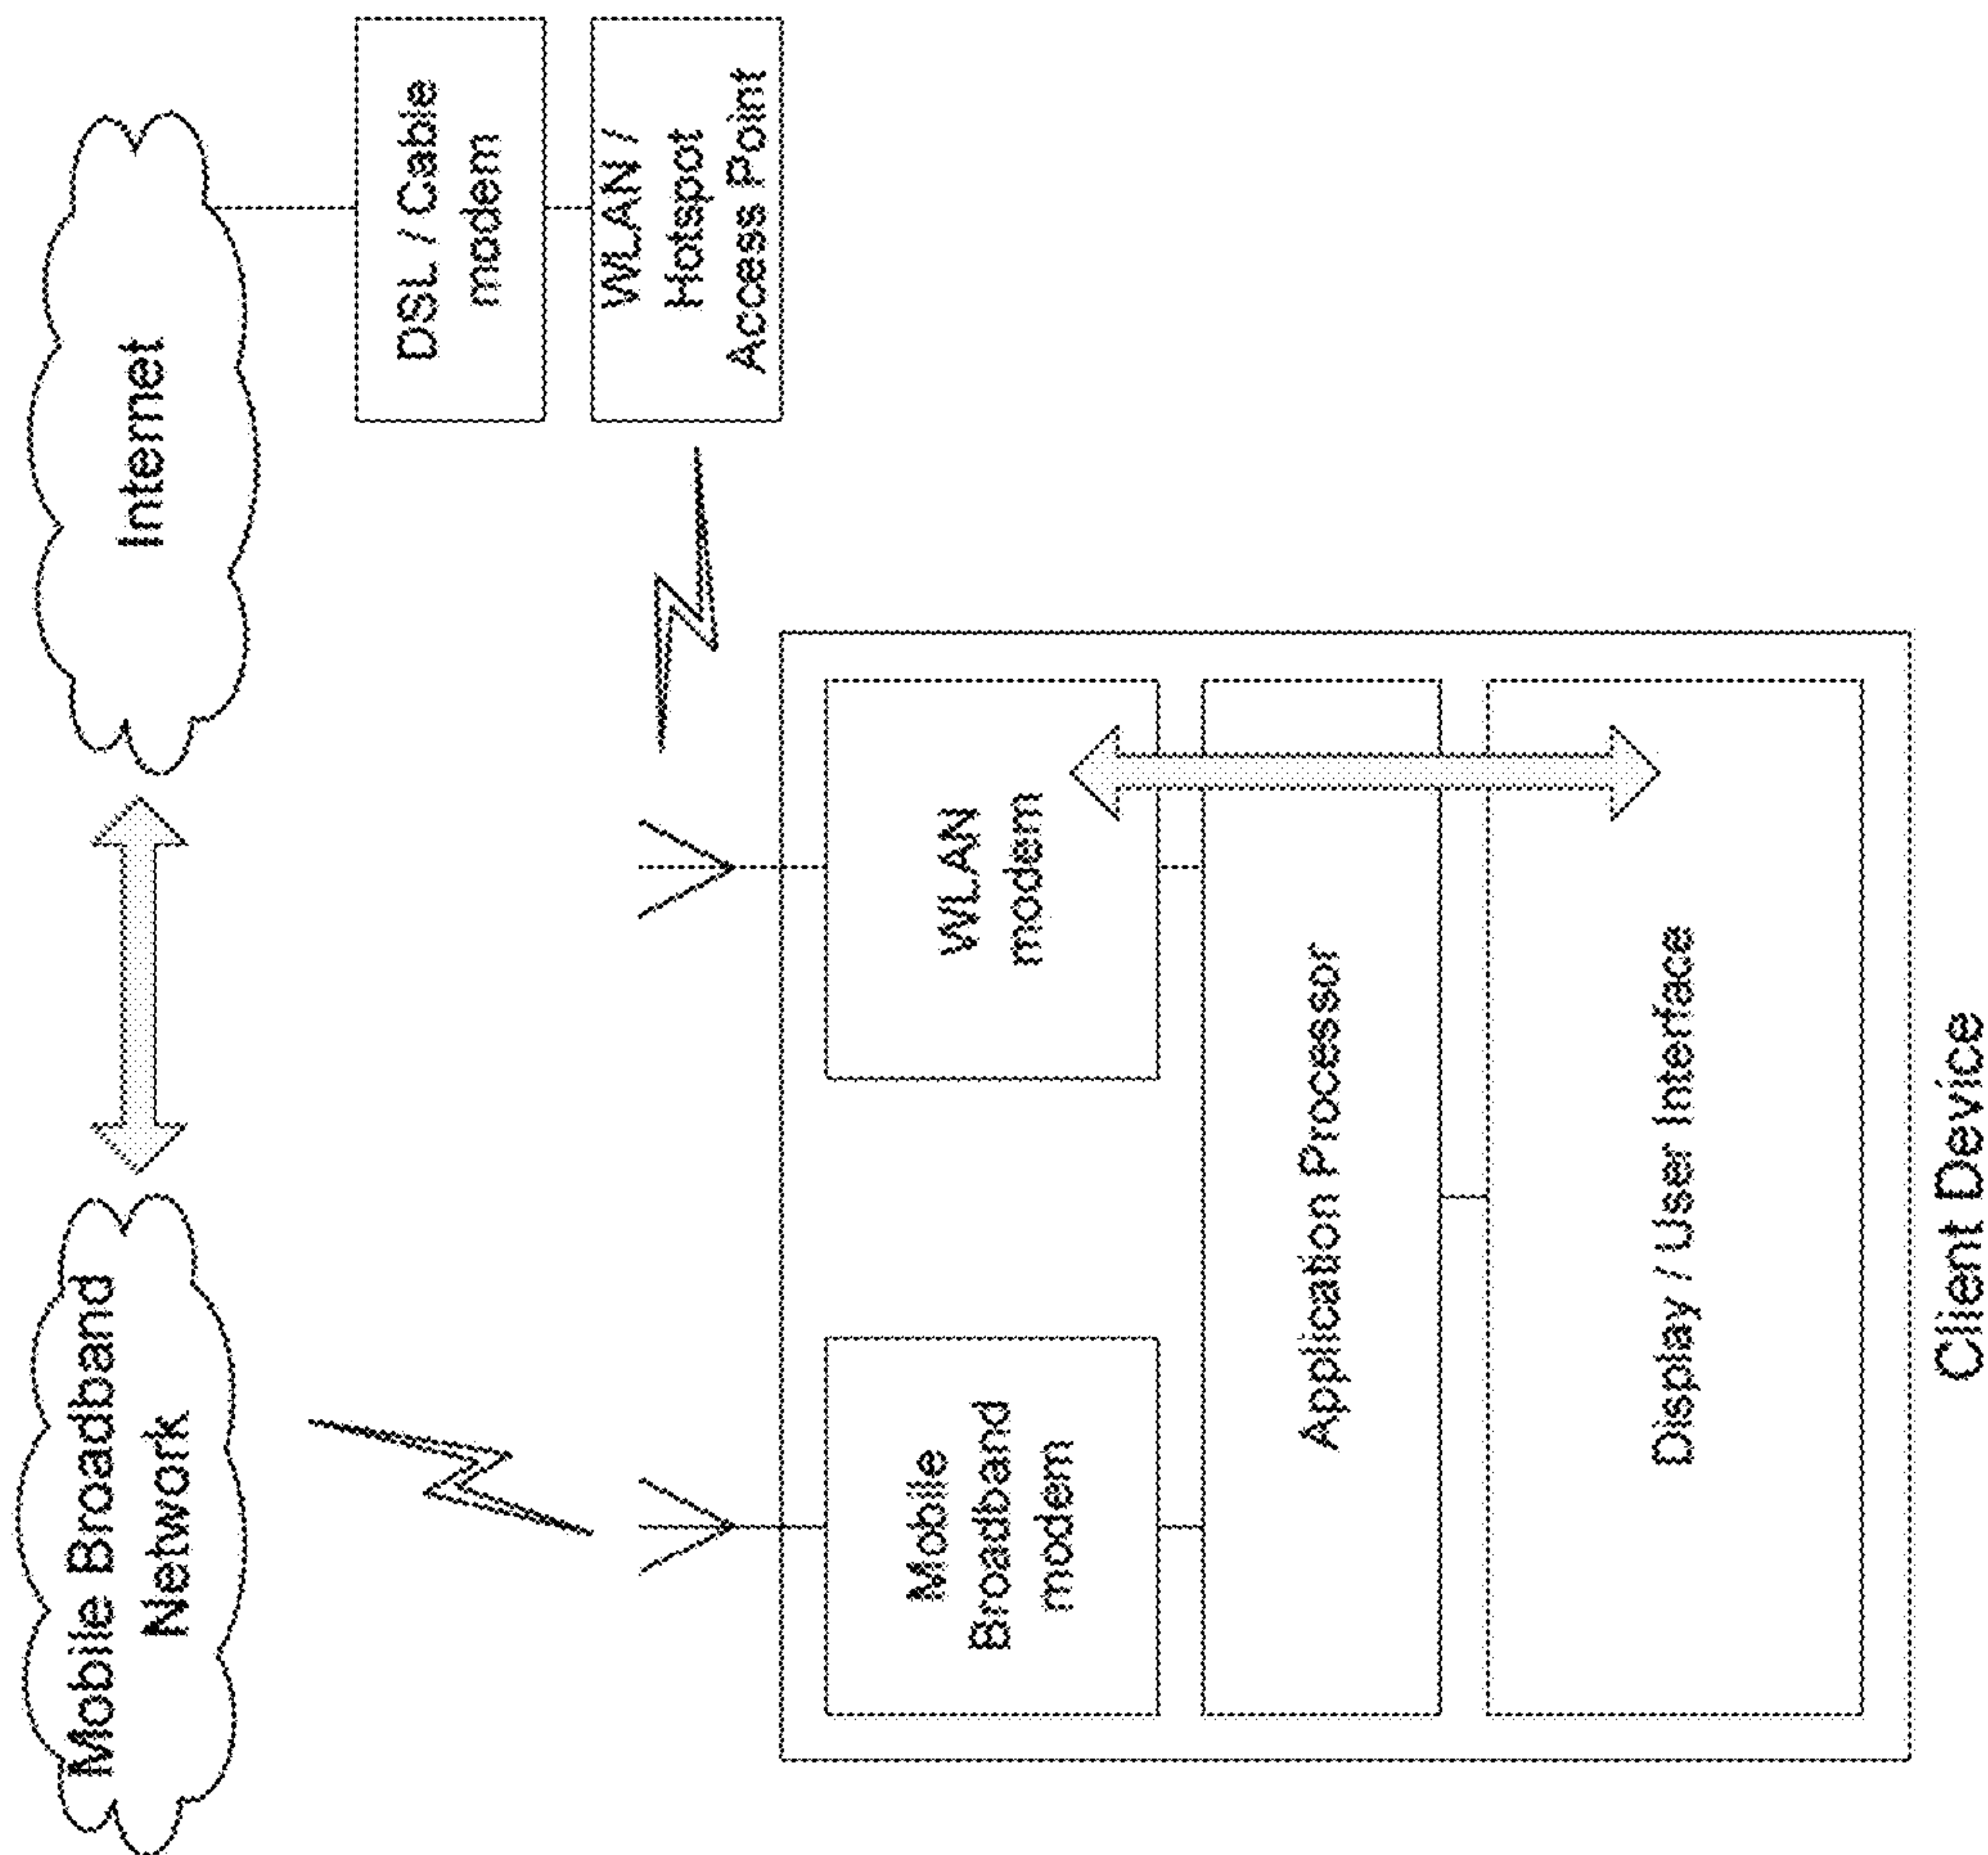 Mobile Broadband
Network
Internet
DSL / Cable
modem
WLAN /
Hotspot
Access Point
Mobile
Broadband
modem
WLAN
modem
Application Processor
Display / User Interface
Client Device